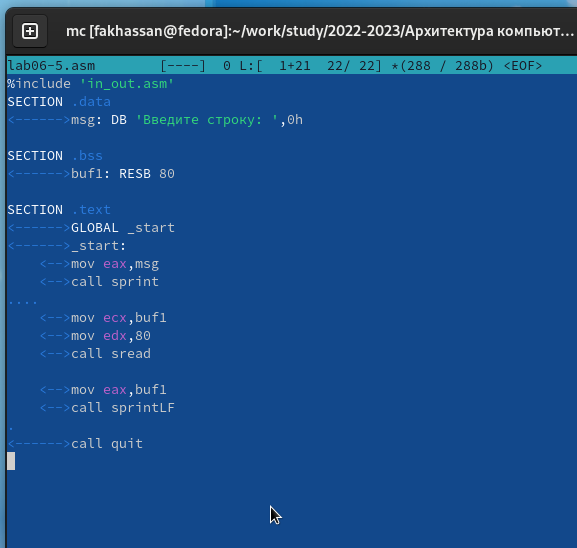 mc [fakhassan@fedora]:~/work/study/2022-2023/Архитектура компьют...
lab06-5.asm [----] 0 L:[ 1+21 22/ 22] *(288 / 288b) <EOF>
%include 'in_out.asm'
SECTION .data
<------>msg: DB 'Введите строку: ',0h
SECTION .bss
<------>buf1: RESB 80
SECTION .text
<------>GLOBAL _start
<------>_start:
<-->mov eax,msg
<-->call sprint
....
<-->mov ecx,buf1
<-->mov edx,80
<-->call sread
<-->mov eax,buf1
<-->call sprintLF
.
<------>call quit